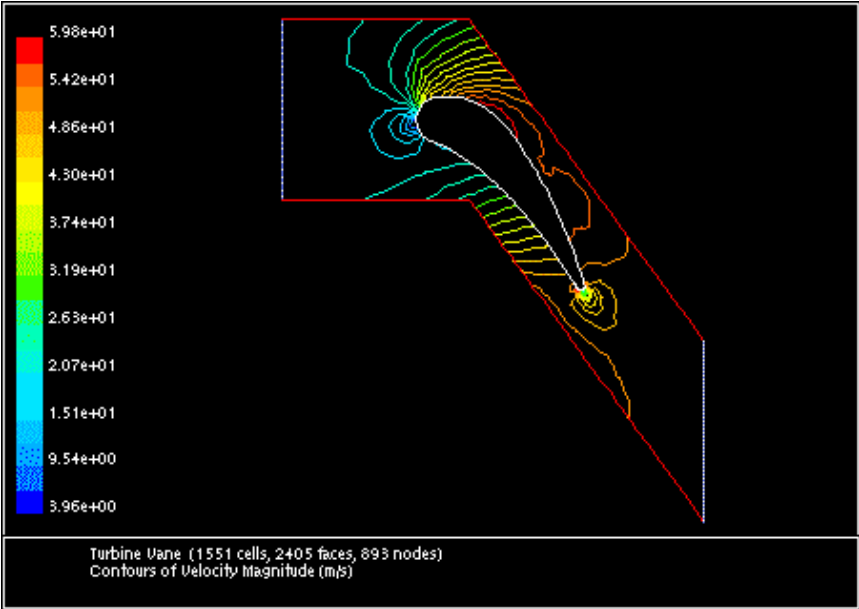 5.98e+01
5.42e+01
4.86e+01
4.30e+01
3.74e+01
3.19e+01
2.63e+01
2.07e+01
1.51e+01
9.54e+00
3.96e+00
Turbine Vane (1551 cells, 2405 faces, 893 nodes)
Contours of Velocity Magnitude (m/s)